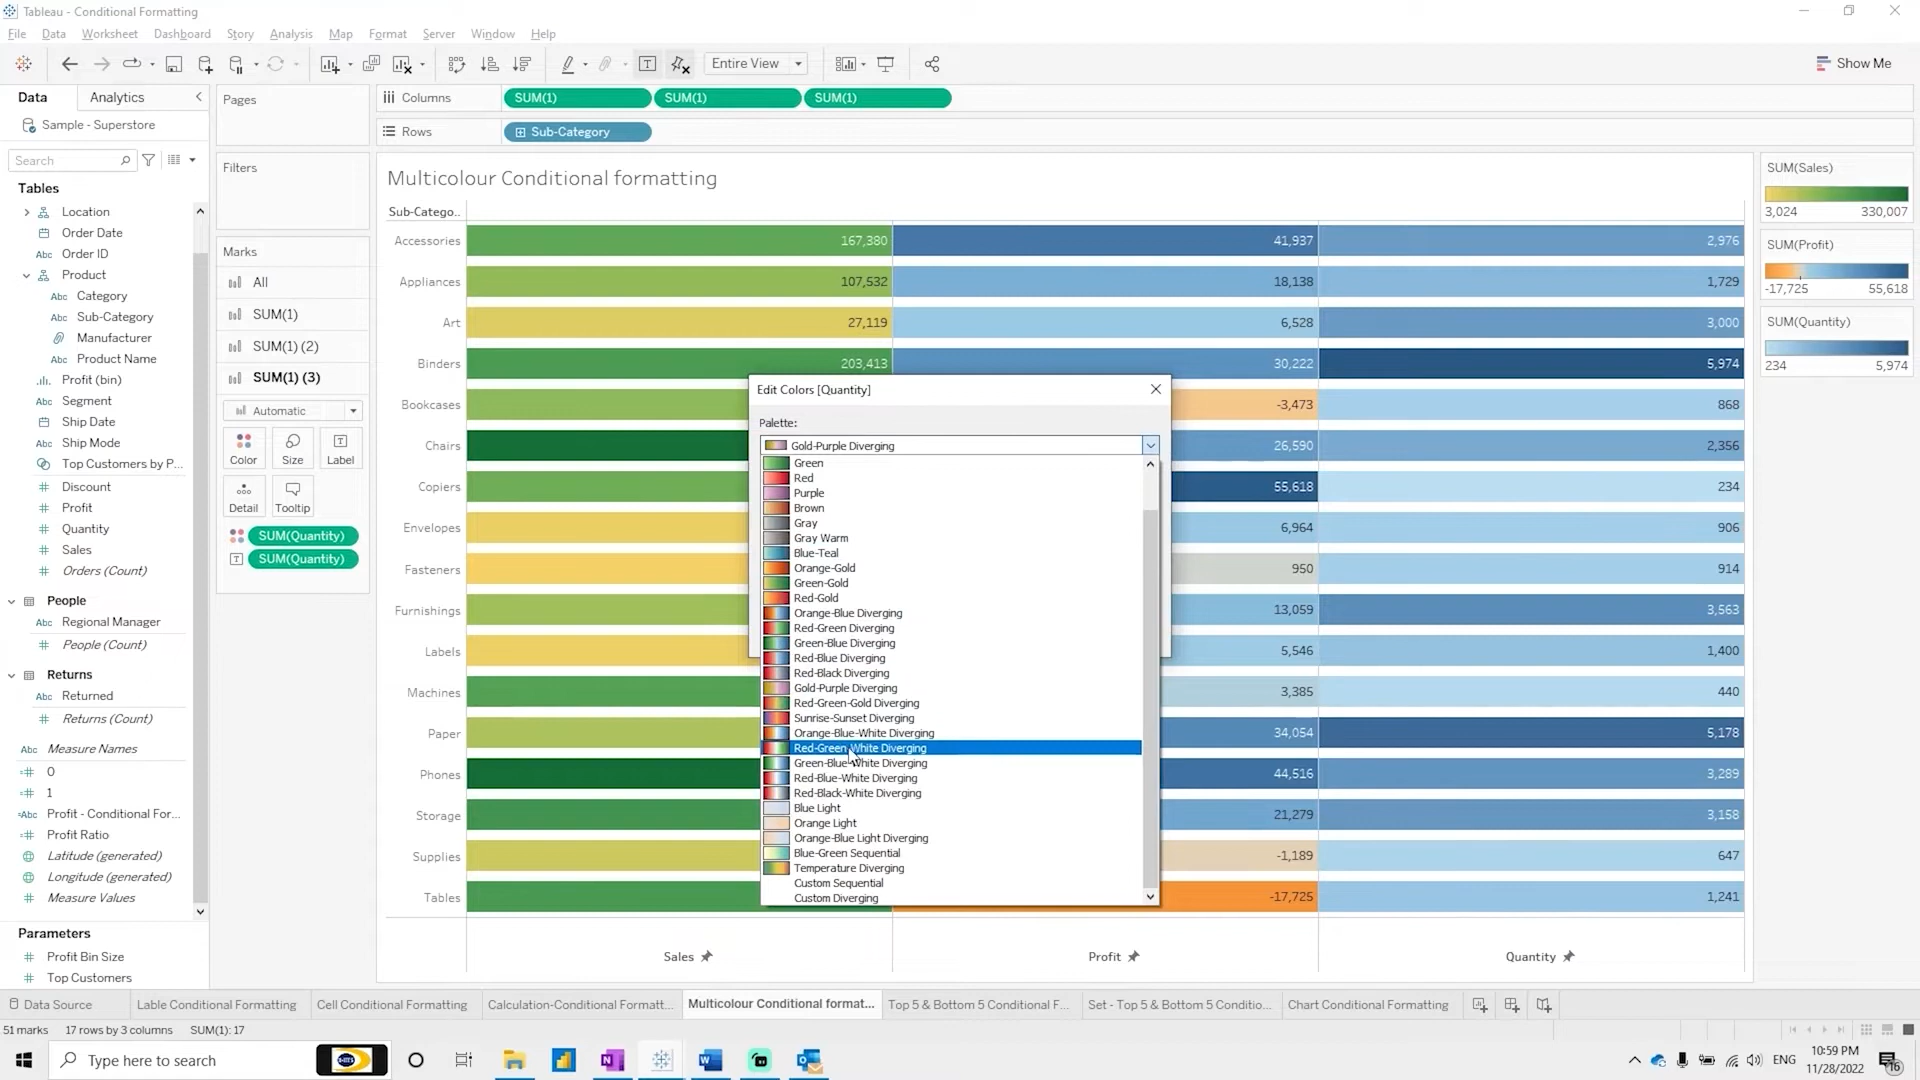 Tableau - Conditional Formatting
File Data Worksheet Dashboard Story Analysis Map Format Server Window Help
Entire View
Show Me
Data Analytics
Pages
Columns SUM(1) SUM(1) SUM(1)
Sample - Superstore
Rows Sub-Category
Search
Filters
Tables
Location
Order Date
Order ID
Product
Category
Sub-Category
Manufacturer
Product Name
Profit (bin)
Segment
Ship Date
Ship Mode
Top Customers by P...
Discount
Profit
Quantity
Sales
Orders (Count)
People
Regional Manager
People (Count)
Returns
Returned
Returns (Count)
Measure Names
0
1
Profit - Conditional For...
Profit Ratio
Latitude (generated)
Longitude (generated)
Measure Values
Parameters
Profit Bin Size
Top Customers
Marks
All
SUM(1)
SUM(1) (2)
SUM(1) (3)
Automatic
Color Size Label
Detail Tooltip
SUM(Quantity)
SUM(Quantity)
Multicolour Conditional formatting
Sub-Catego..
Accessories 167,380 41,937 2,976
Appliances 107,532 18,138 1,729
Art 27,119 6,528 3,000
Binders 203,413 30,222 5,974
Bookcases -3,473 868
Chairs 26,590 2,356
Copiers 55,618 234
Envelopes 6,964 906
Fasteners 950 914
Furnishings 13,059 3,563
Labels 5,546 1,400
Machines 3,385 440
Paper 34,054 5,178
Phones 44,516 3,289
Storage 21,279 3,158
Supplies -1,189 647
Tables -17,725 1,241
Sales Profit Quantity
Edit Colors [Quantity]
Palette:
Gold-Purple Diverging
Green
Red
Purple
Brown
Gray
Gray Warm
Blue-Teal
Orange-Gold
Green-Gold
Red-Gold
Orange-Blue Diverging
Red-Green Diverging
Green-Blue Diverging
Red-Blue Diverging
Red-Black Diverging
Gold-Purple Diverging
Red-Green-Gold Diverging
Sunrise-Sunset Diverging
Orange-Blue-White Diverging
Red-Green-White Diverging
Green-Blue-White Diverging
Red-Blue-White Diverging
Red-Black-White Diverging
Blue Light
Orange Light
Orange-Blue Light Diverging
Blue-Green Sequential
Temperature Diverging
Custom Sequential
Custom Diverging
SUM(Sales)
3,024 330,007
SUM(Profit)
-17,725 55,618
SUM(Quantity)
234 5,974
Data Source Lable Conditional Formatting Cell Conditional Formatting Calculation-Conditional Formatt... Multicolour Conditional format... Top 5 & Bottom 5 Conditional F... Set - Top 5 & Bottom 5 Conditio... Chart Conditional Formatting
51 marks 17 rows by 3 columns SUM(1): 17
Type here to search
ENG
10:59 PM
11/28/2022
16